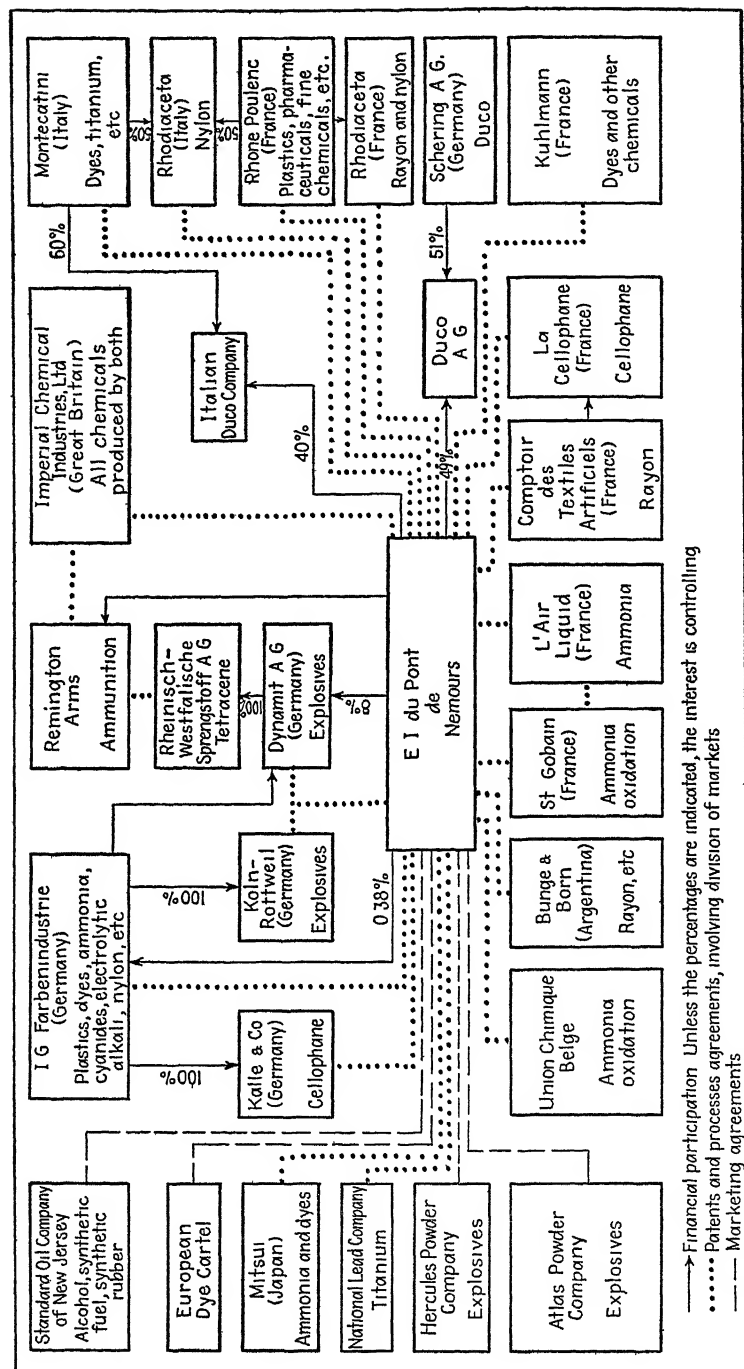 Standard Oil Company
of New Jersey
Alcohol, synthetic
fuel, synthetic
rubber
European
Dye Cartel
Mitsui
(Japan)
Ammonia and dyes
National Lead Company
Titanium
Hercules Powder
Company
Explosives
Atlas Powder
Company
Explosives
I G Farbenindustrie
(Germany)
Plastics, dyes, ammonia,
cyanides, electrolytic
alkali, nylon, etc
100%
100%
0 38%
Kalle & Co
(Germany)
Cellophane
Koln-
Rottweil
(Germany)
Explosives
Union Chimique
Belge
Ammonia
oxidation
Bunge &
Born
(Argentina)
Rayon, etc
Remington
Arms
Ammunition
Rheinisch-
Westfalische
Sprengstoff A G
Tetracene
100%
Dynamit A G
(Germany)
Explosives
8%
E I du Pont
de
Nemours
St Gobain
(France)
Ammonia
oxidation
L'Air
Liquid
(France)
Ammonia
Imperial Chemical
Industries, Ltd
(Great Britain)
All chemicals
produced by both
60%
Italian
Duco Company
40%
49%
Duco
A G
51%
Comptoir
des
Textiles
Artificiels
(France)
Rayon
La
Cellophane
(France)
Cellophane
Montecatini
(Italy)
Dyes, titanium,
etc
50%
Rhodiaceta
(Italy)
Nylon
50%
Rhone Poulenc
(France)
Plastics, pharma-
ceuticals, fine
chemicals, etc.
Rhodiaceta
(France)
Rayon and nylon
Schering A G.
(Germany)
Duco
Kuhlmann
(France)
Dyes and other
chemicals
Financial participation Unless the percentages are indicated, the interest is controlling
Patents and processes agreements, involving division of markets
Marketing agreements